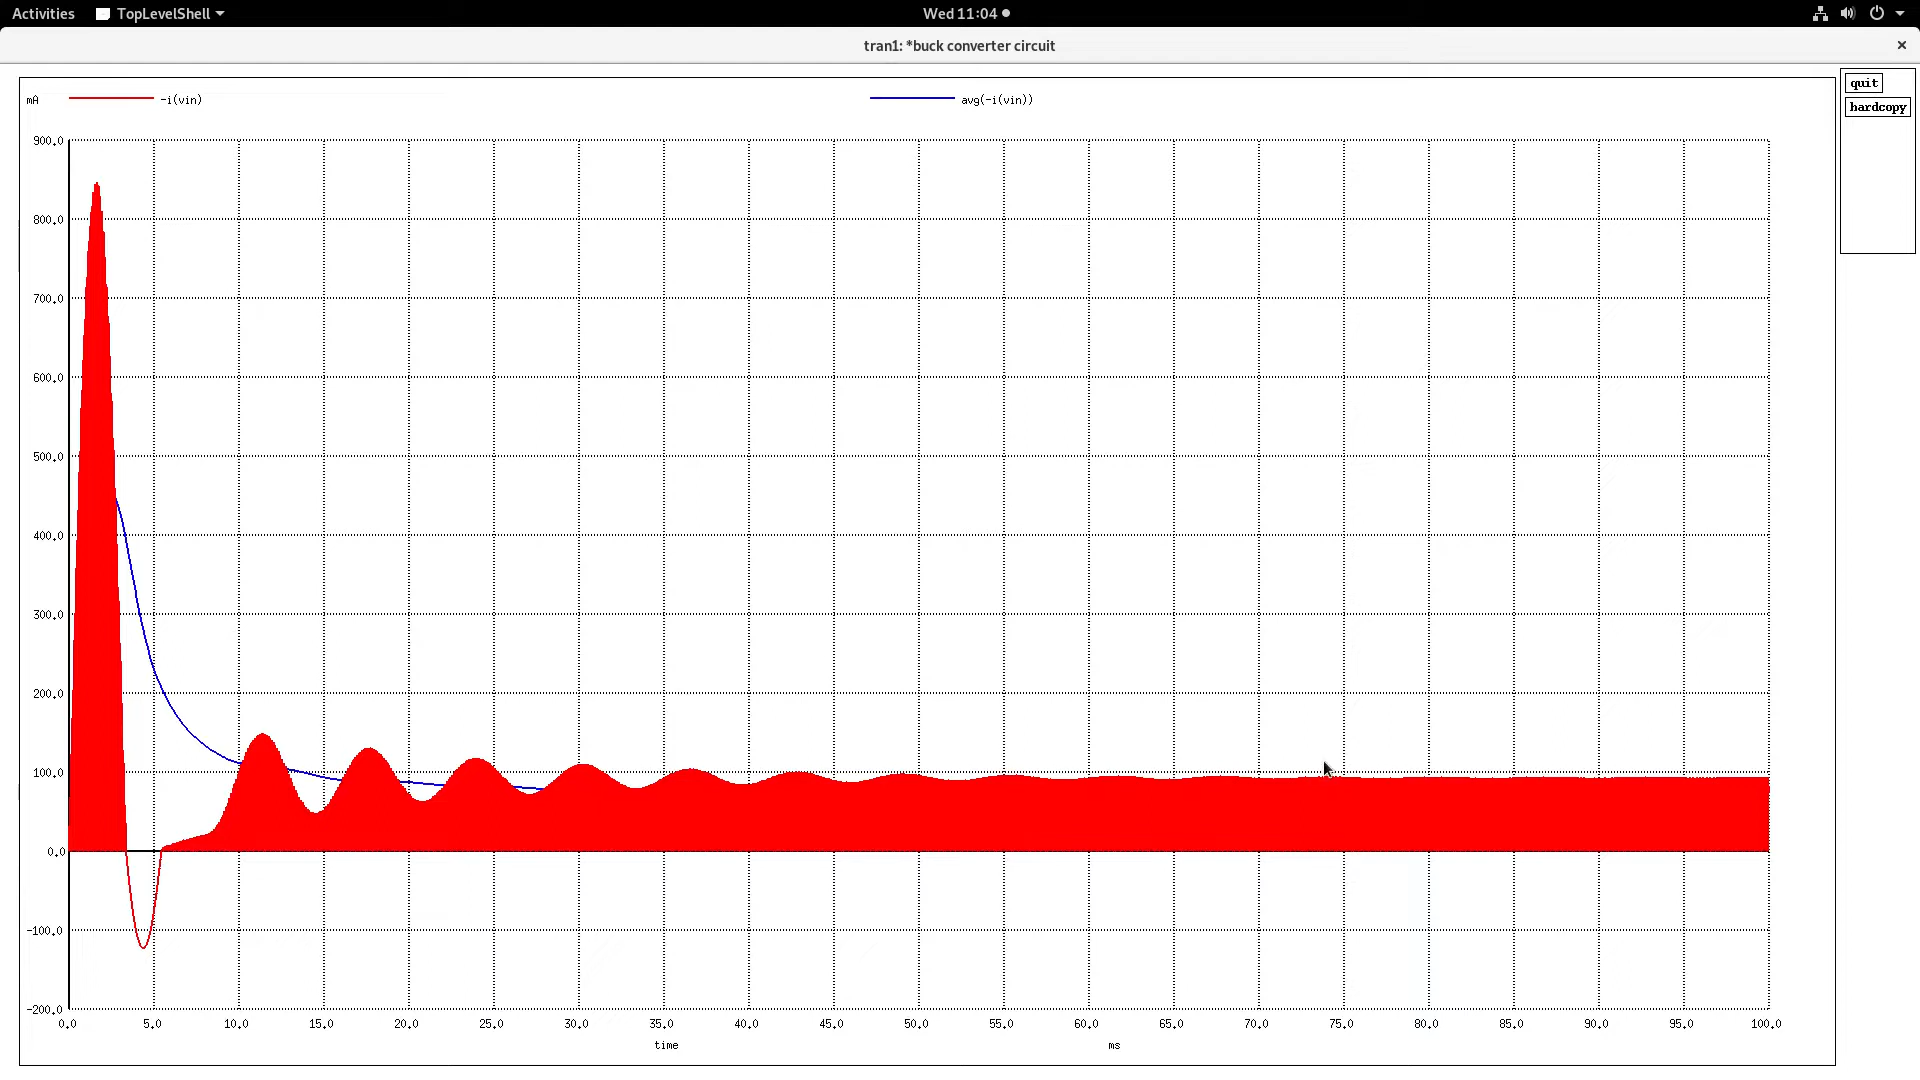 Activities TopLevelShell Wed 11:04
tran1: *buck converter circuit
quit
hardcopy
mA -i(vin) avg(-i(vin))
900.0
800.0
700.0
600.0
500.0
400.0
300.0
200.0
100.0
0.0
-100.0
-200.0
0.0 5.0 10.0 15.0 20.0 25.0 30.0 35.0 40.0 45.0 50.0 55.0 60.0 65.0 70.0 75.0 80.0 85.0 90.0 95.0 100.0
time ms